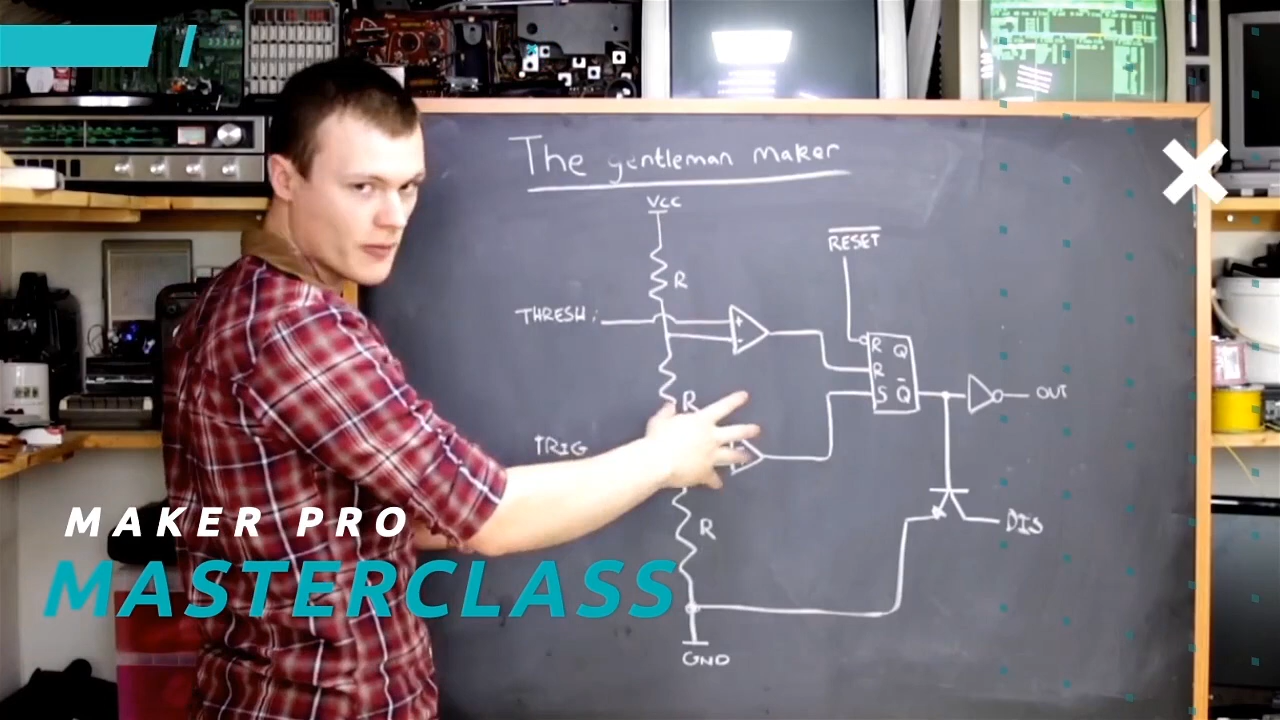 The gentleman maker
VCC
RESET
R
THRESH:
+
-
R Q
R
S Q̅
OUT
R
TRIG
MAKER PRO
DIS
R
MASTERCLASS
GND